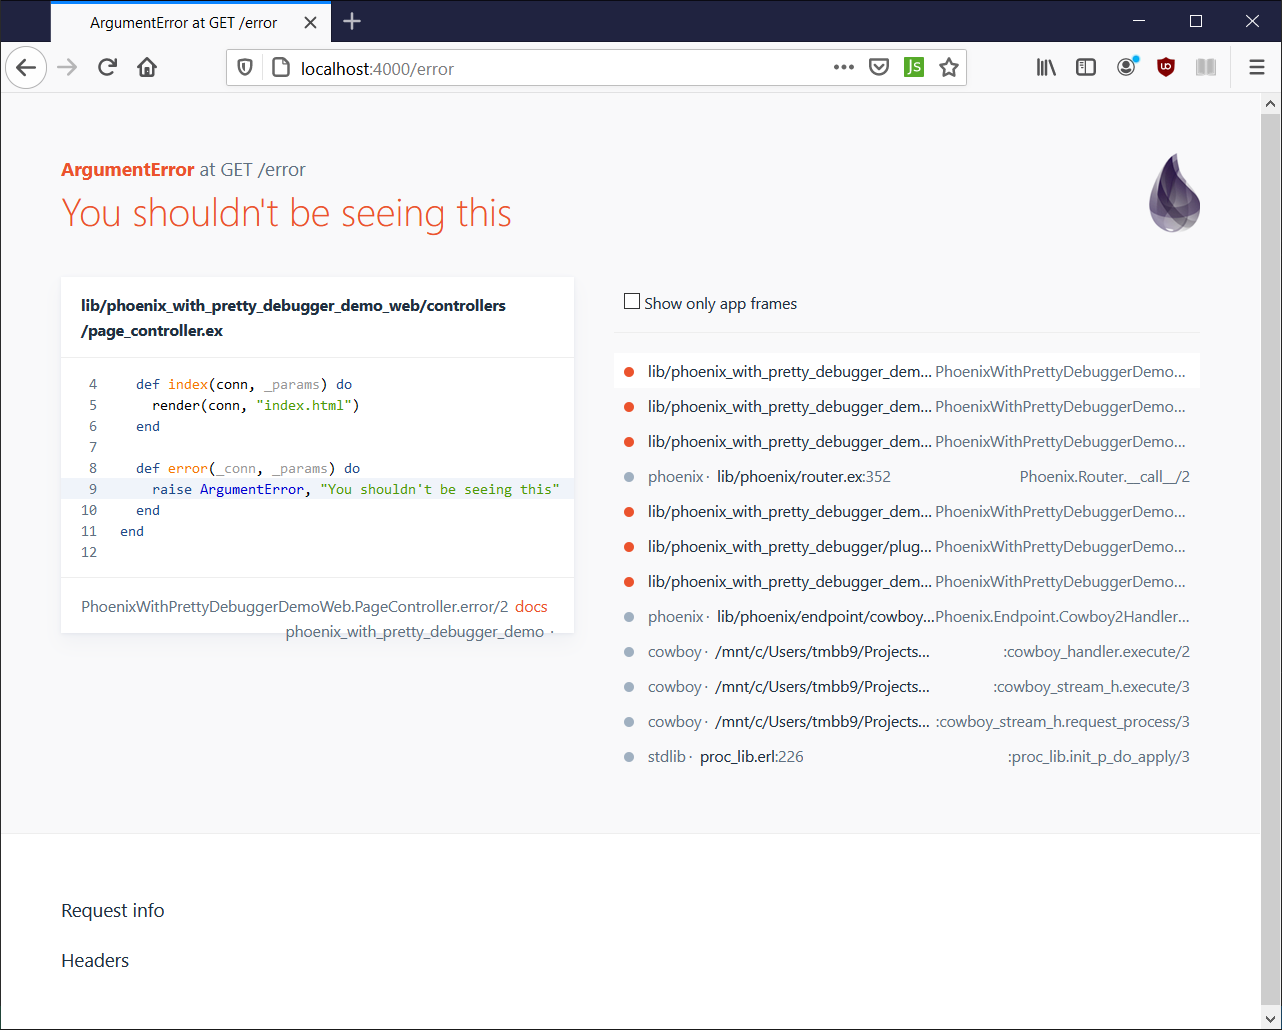 ArgumentError at GET /error
localhost:4000/error
JS
ArgumentError at GET /error
You shouldn't be seeing this
lib/phoenix_with_pretty_debugger_demo_web/controllers
/page_controller.ex
4 def index(conn, _params) do
5 render(conn, "index.html")
6 end
7
8 def error(_conn, _params) do
9 raise ArgumentError, "You shouldn't be seeing this"
10 end
11 end
12
PhoenixWithPrettyDebuggerDemoWeb.PageController.error/2 docs
phoenix_with_pretty_debugger_demo ·
Show only app frames
lib/phoenix_with_pretty_debugger_dem... PhoenixWithPrettyDebuggerDemo...
lib/phoenix_with_pretty_debugger_dem... PhoenixWithPrettyDebuggerDemo...
lib/phoenix_with_pretty_debugger_dem... PhoenixWithPrettyDebuggerDemo...
phoenix · lib/phoenix/router.ex:352 Phoenix.Router.__call__/2
lib/phoenix_with_pretty_debugger_dem... PhoenixWithPrettyDebuggerDemo...
lib/phoenix_with_pretty_debugger/plug... PhoenixWithPrettyDebuggerDemo...
lib/phoenix_with_pretty_debugger_dem... PhoenixWithPrettyDebuggerDemo...
phoenix · lib/phoenix/endpoint/cowboy... Phoenix.Endpoint.Cowboy2Handler...
cowboy · /mnt/c/Users/tmbb9/Projects... :cowboy_handler.execute/2
cowboy · /mnt/c/Users/tmbb9/Projects... :cowboy_stream_h.execute/3
cowboy · /mnt/c/Users/tmbb9/Projects... :cowboy_stream_h.request_process/3
stdlib · proc_lib.erl:226 :proc_lib.init_p_do_apply/3
Request info
Headers